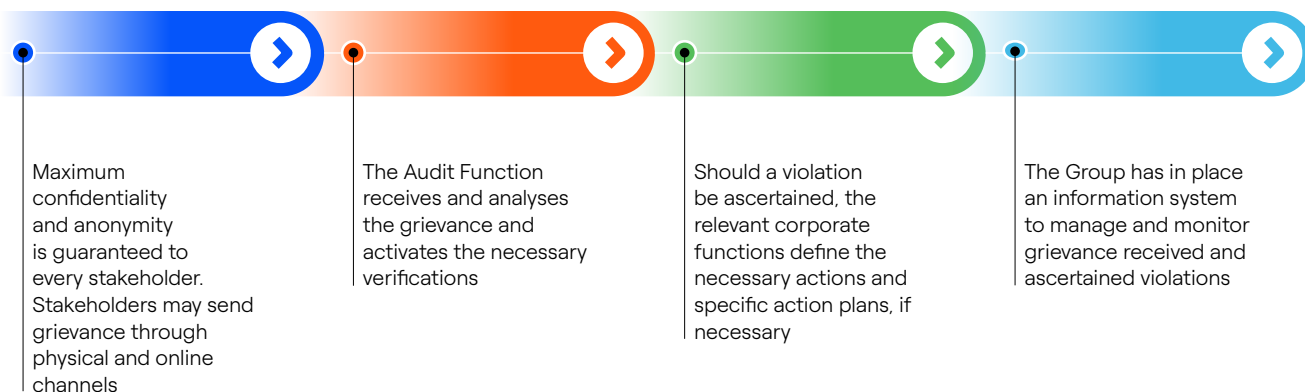 Maximum
confidentiality
and anonymity
is guaranteed to
every stakeholder.
Stakeholders may send
grievance through
physical and online
channels
The Audit Function
receives and analyses
the grievance and
activates the necessary
verifications
Should a violation
be ascertained, the
relevant corporate
functions define the
necessary actions and
specific action plans, if
necessary
The Group has in place
an information system
to manage and monitor
grievance received and
ascertained violations